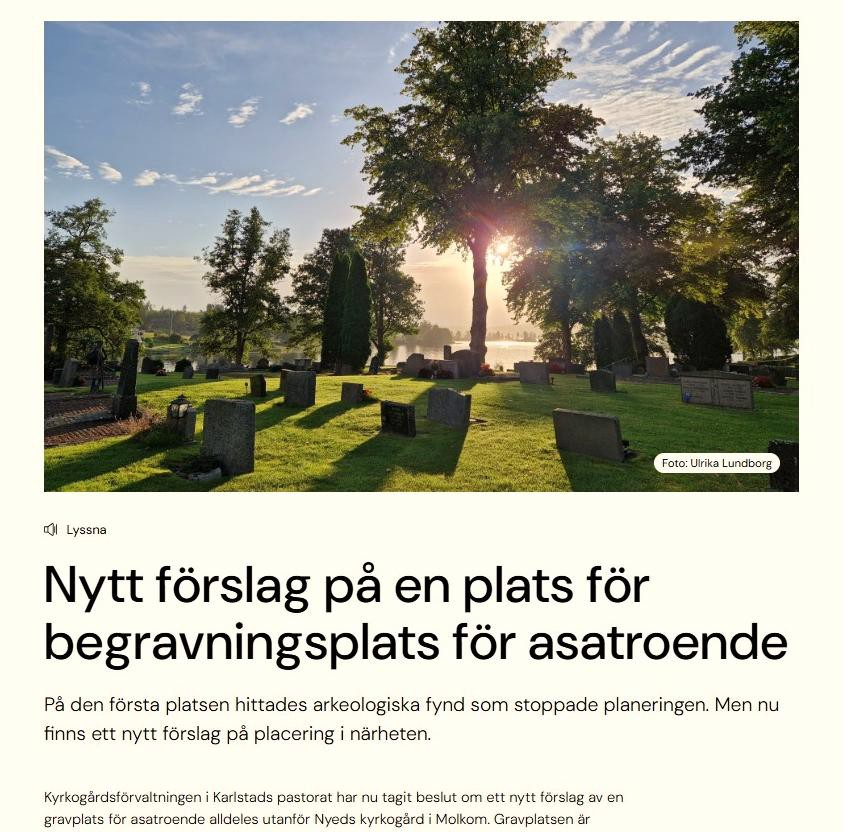 Foto: Ulrika Lundborg
Lyssna
Nytt förslag på en plats för
begravningsplats för asatroende
På den första platsen hittades arkeologiska fynd som stoppade planeringen. Men nu
finns ett nytt förslag på placering i närheten.
Kyrkogårdsförvaltningen i Karlstads pastorat har nu tagit beslut om ett nytt förslag av en
gravplats för asatroende alldeles utanför Nyeds kyrkogård i Molkom. Gravplatsen är